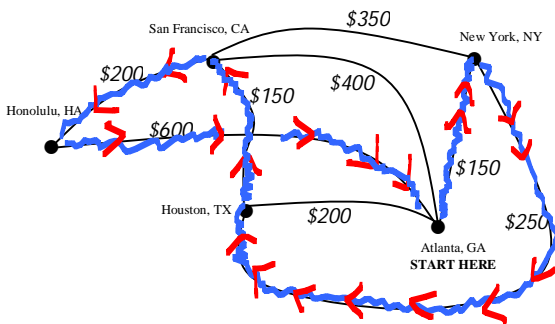 $350
San Francisco, CA
New York, NY
$400
$200
$150
Honolulu, HA
$600
$150
Houston, TX
$200
$250
Atlanta, GA
START HERE